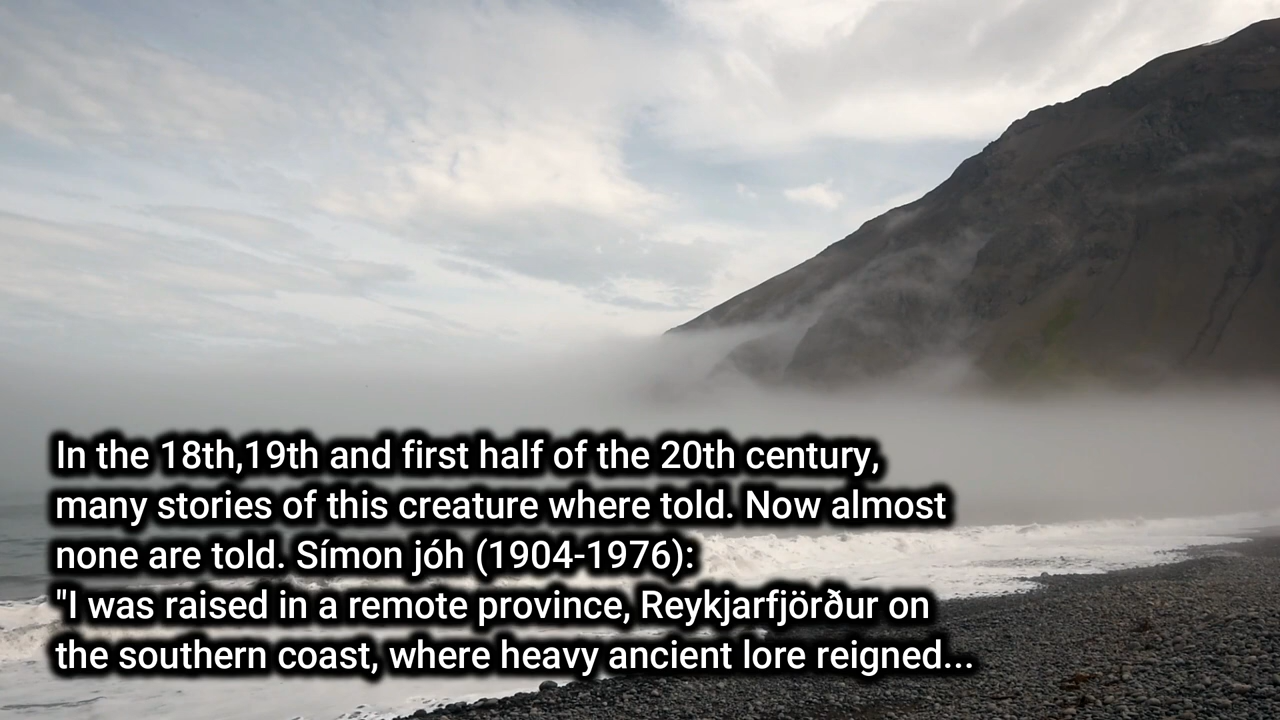 In the 18th,19th and first half of the 20th century,
many stories of this creature where told. Now almost
none are told. Símon jóh (1904-1976):
"I was raised in a remote province, Reykjarfjörður on
the southern coast, where heavy ancient lore reigned...